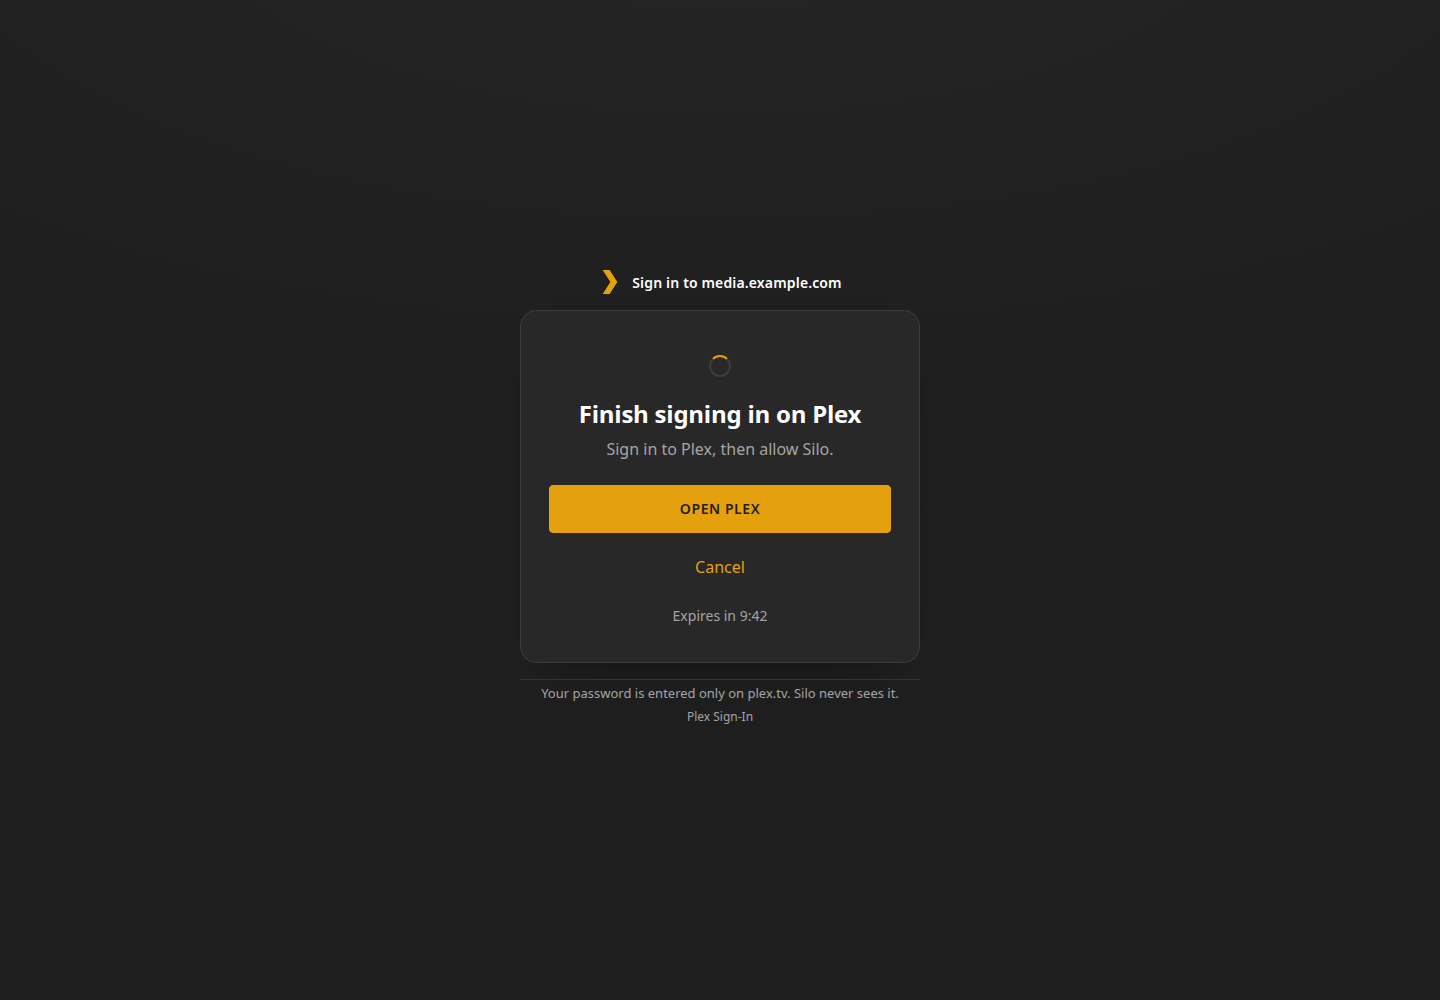 Sign in to media.example.com
Finish signing in on Plex
Sign in to Plex, then allow Silo.
OPEN PLEX
Cancel
Expires in 9:42
Your password is entered only on plex.tv. Silo never sees it.
Plex Sign-In